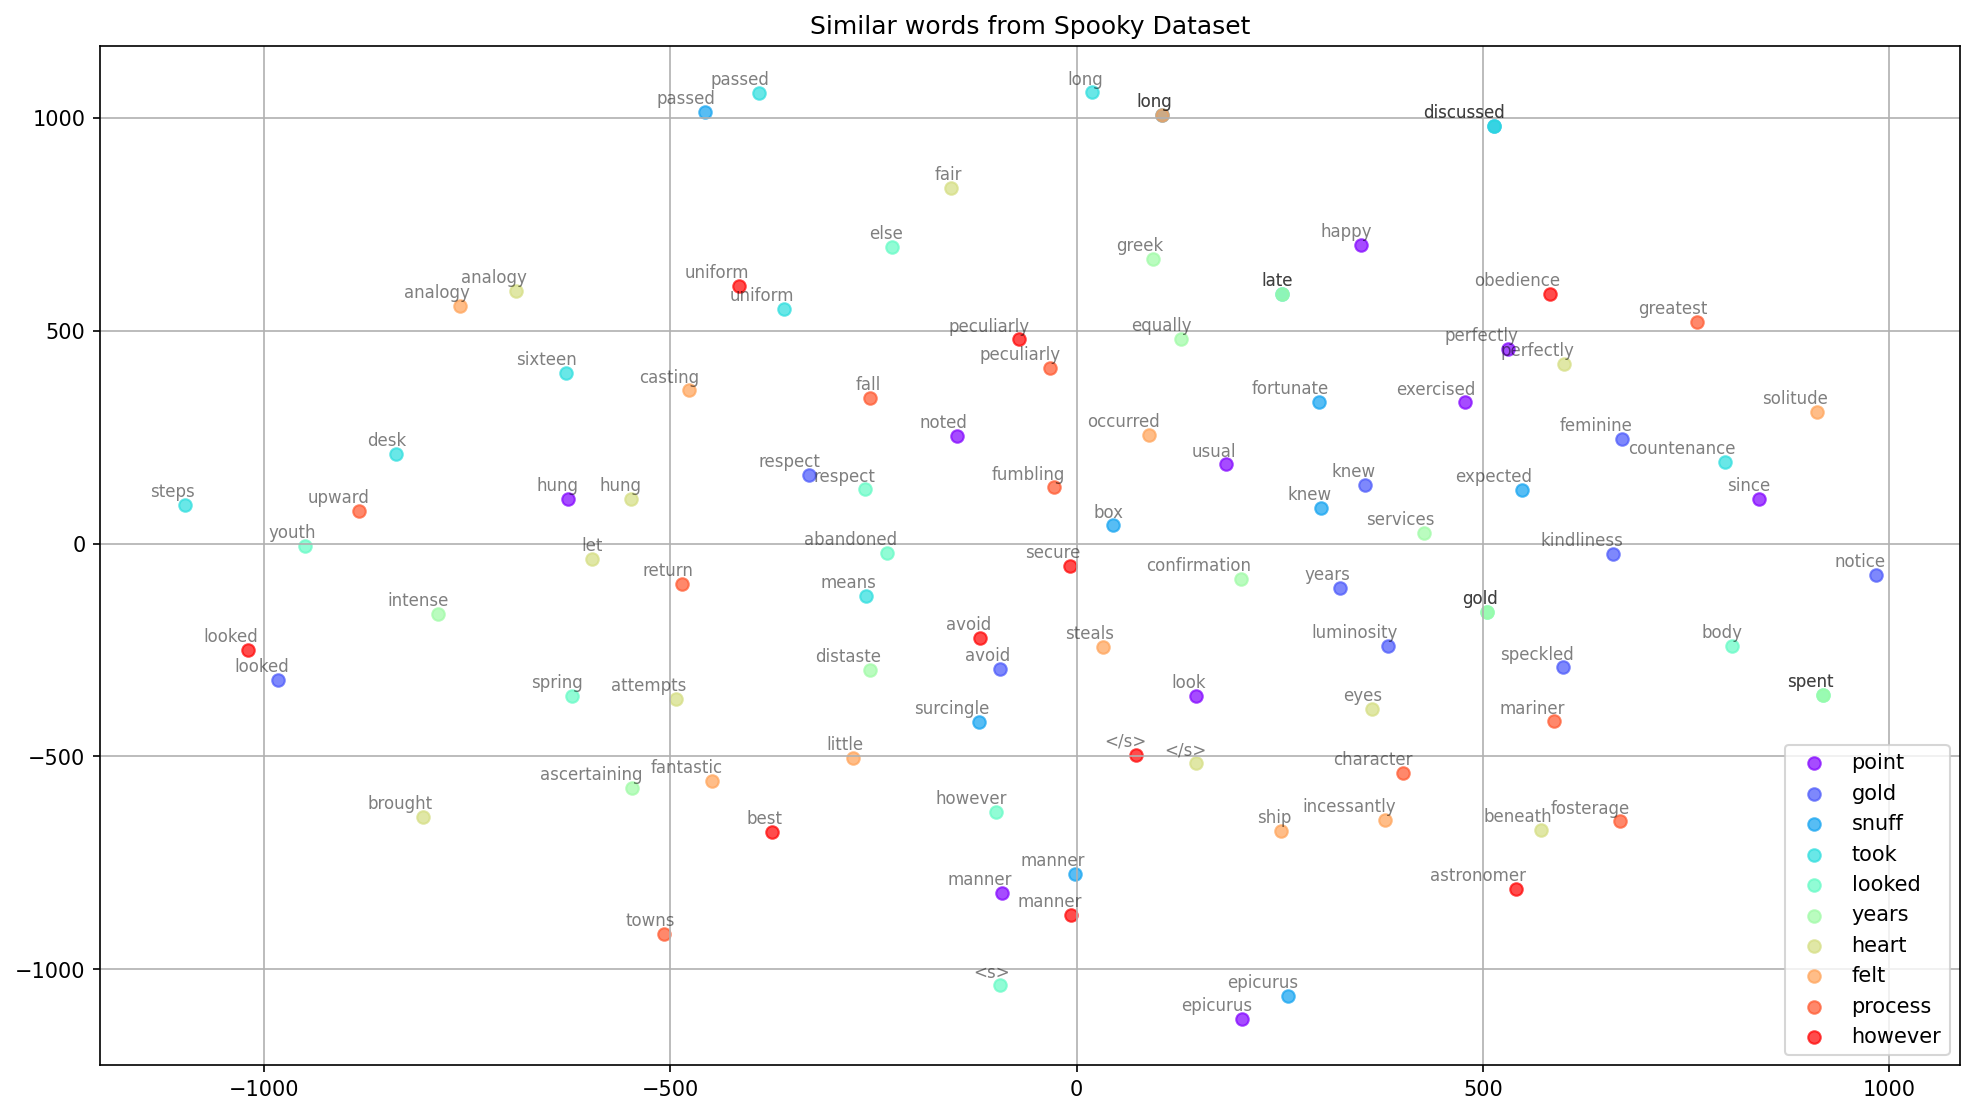 Similar words from Spooky Dataset
passed
long
passed
long
discussed
fair
else
happy
greek
uniform
analogy
obedience
late
analogy
uniform
greatest
peculiarly
equally
perfectly
peculiarly
perfectly
sixteen
casting
fall
fortunate
exercised
solitude
noted
occurred
feminine
desk
countenance
usual
respect
respect
fumbling
knew
expected
steps
upward
hung
hung
knew
since
box
services
youth
let
abandoned
kindliness
secure
return
confirmation
notice
means
years
intense
gold
looked
avoid
steals
luminosity
body
looked
distaste
avoid
speckled
spring
attempts
look
spent
surcingle
eyes
mariner
</s>
little
</s>
ascertaining
fantastic
character
brought
however
incessantly
best
ship
beneath
fosterage
manner
manner
astronomer
manner
towns
<s>
epicurus
epicurus
1000
500
0
−500
−1000
−1000
−500
0
500
1000
point
gold
snuff
took
looked
years
heart
felt
process
however